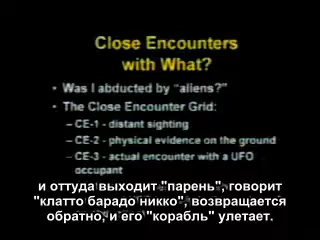 Close Encounters
with What?
• Was I abducted by "aliens?"
• The Close Encounter Grid:
– CE-1 - distant sighting
– CE-2 - physical evidence on the ground
– CE-3 - actual encounter with a UFO
occupant
и оттуда выходит "парень", говорит
"клатто барадо никко", возвращается
обратно, и его "корабль" улетает.